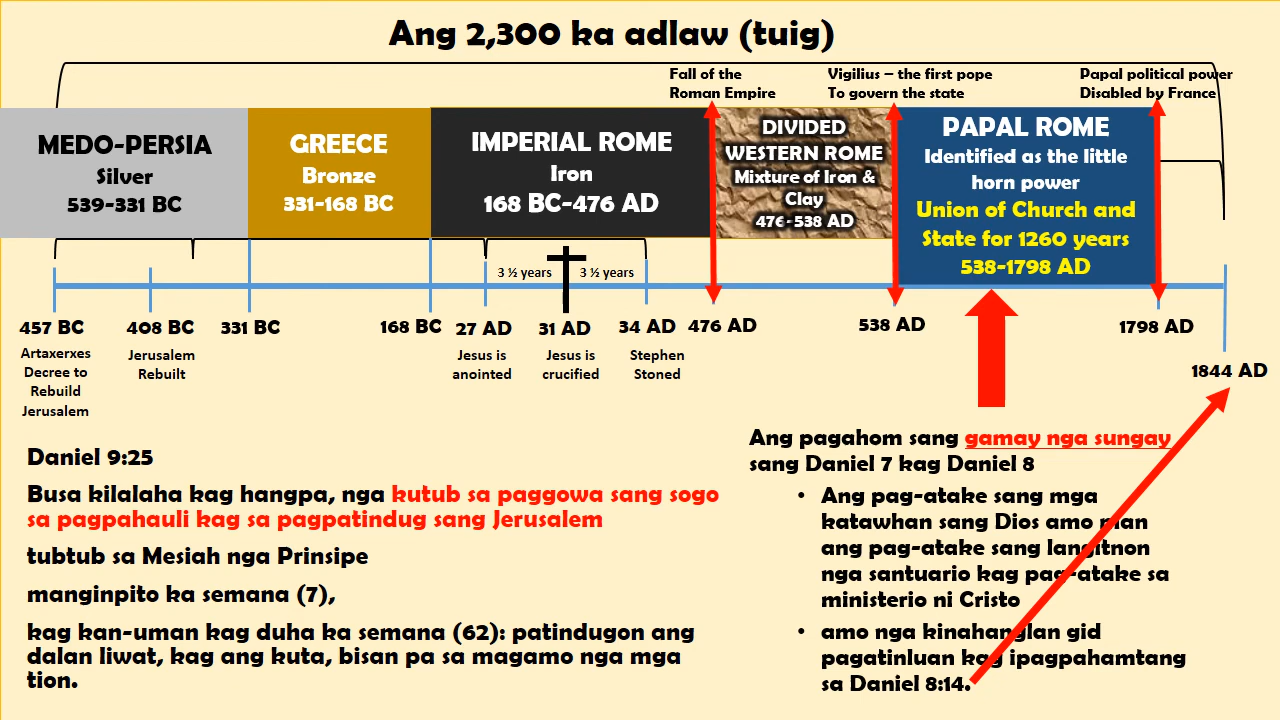 Ang 2,300 ka adlaw (tuig)
Fall of the
Roman Empire
Vigilius – the first pope
To govern the state
Papal political power
Disabled by France
MEDO-PERSIA
Silver
539-331 BC
GREECE
Bronze
331-168 BC
IMPERIAL ROME
Iron
168 BC-476 AD
DIVIDED
WESTERN ROME
Mixture of Iron &
Clay
476-538 AD
PAPAL ROME
Identified as the little
horn power
Union of Church and
State for 1260 years
538-1798 AD
3 ½ years
3 ½ years
457 BC
Artaxerxes
Decree to
Rebuild
Jerusalem
408 BC
Jerusalem
Rebuilt
331 BC
168 BC
27 AD
Jesus is
anointed
31 AD
Jesus is
crucified
34 AD
Stephen
Stoned
476 AD
538 AD
1798 AD
1844 AD
Daniel 9:25
Busa kilalaha kag hangpa, nga kutub sa paggowa sang sogo
sa pagpahauli kag sa pagpatindug sang Jerusalem
tubtub sa Mesiah nga Prinsipe
manginpito ka semana (7),
kag kan-uman kag duha ka semana (62): patindugon ang
dalan liwat, kag ang kuta, bisan pa sa magamo nga mga
tion.
Ang pagahom sang gamay nga sungay
sang Daniel 7 kag Daniel 8
• Ang pag-atake sang mga
katawhan sang Dios amo man
ang pag-atake sang langitnon
nga santuario kag pag-atake sa
ministerio ni Cristo
• amo nga kinahanglan gid
pagatinluan kag ipagpahamtang
sa Daniel 8:14.